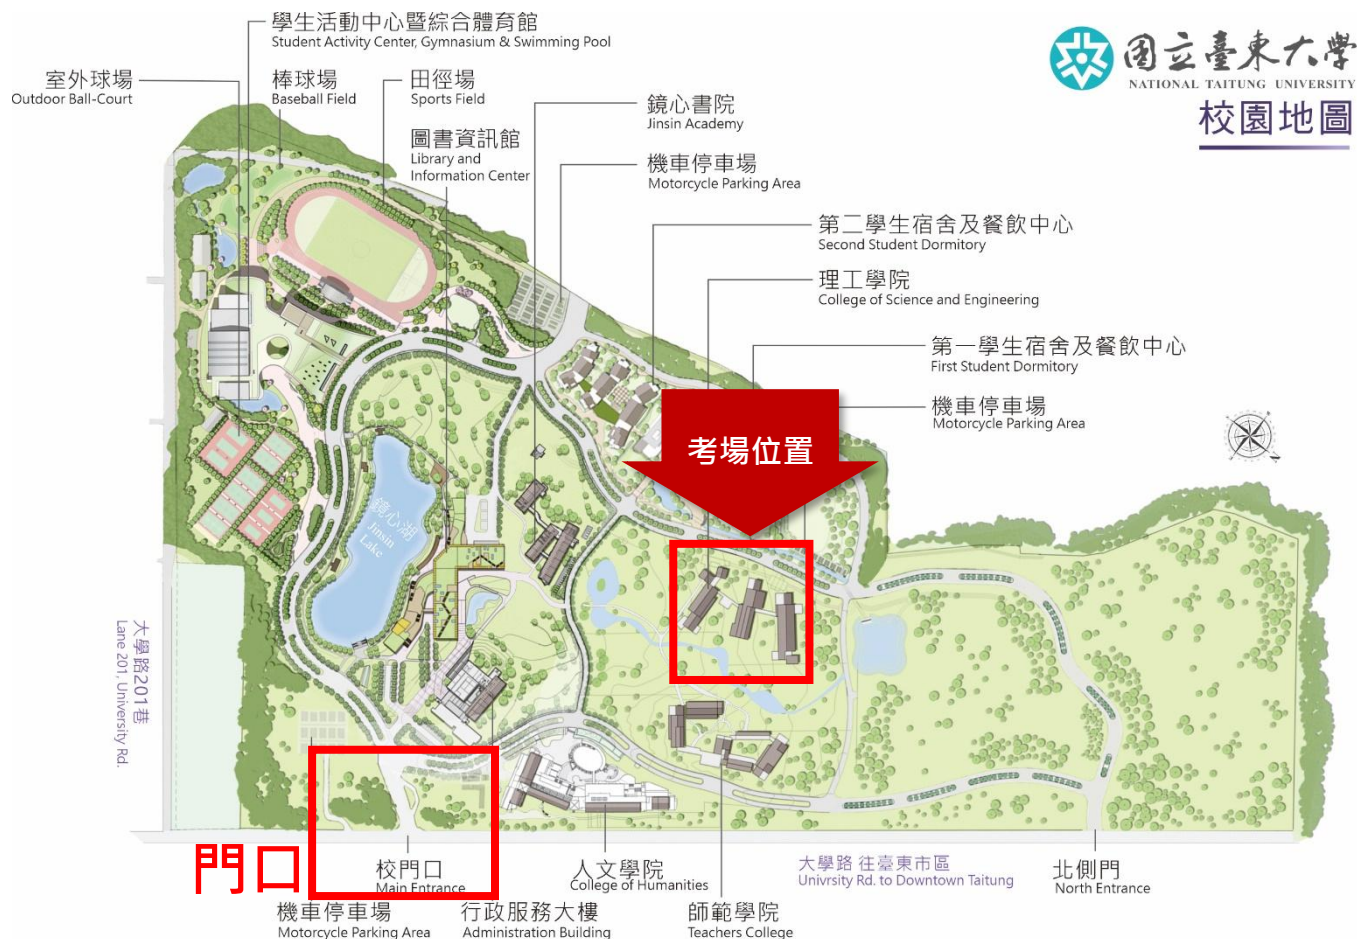 學生活動中心暨綜合體育館
Student Activity Center, Gymnasium & Swimming Pool
國立臺東大學
NATIONAL TAITUNG UNIVERSITY
校園地圖
室外球場
Outdoor Ball-Court
棒球場
Baseball Field
田徑場
Sports Field
鏡心書院
Jinsin Academy
圖書資訊館
Library and
Information Center
機車停車場
Motorcycle Parking Area
第二學生宿舍及餐飲中心
Second Student Dormitory
理工學院
College of Science and Engineering
第一學生宿舍及餐飲中心
First Student Dormitory
機車停車場
Motorcycle Parking Area
考場位置
鏡心湖
Jinsin
Lake
大學路201巷
Lane 201, University Rd.
門口
校門口
Main Entrance
人文學院
College of Humanities
大學路 往臺東市區
Univrsity Rd. to Downtown Taitung
北側門
North Entrance
機車停車場
Motorcycle Parking Area
行政服務大樓
Administration Building
師範學院
Teachers College